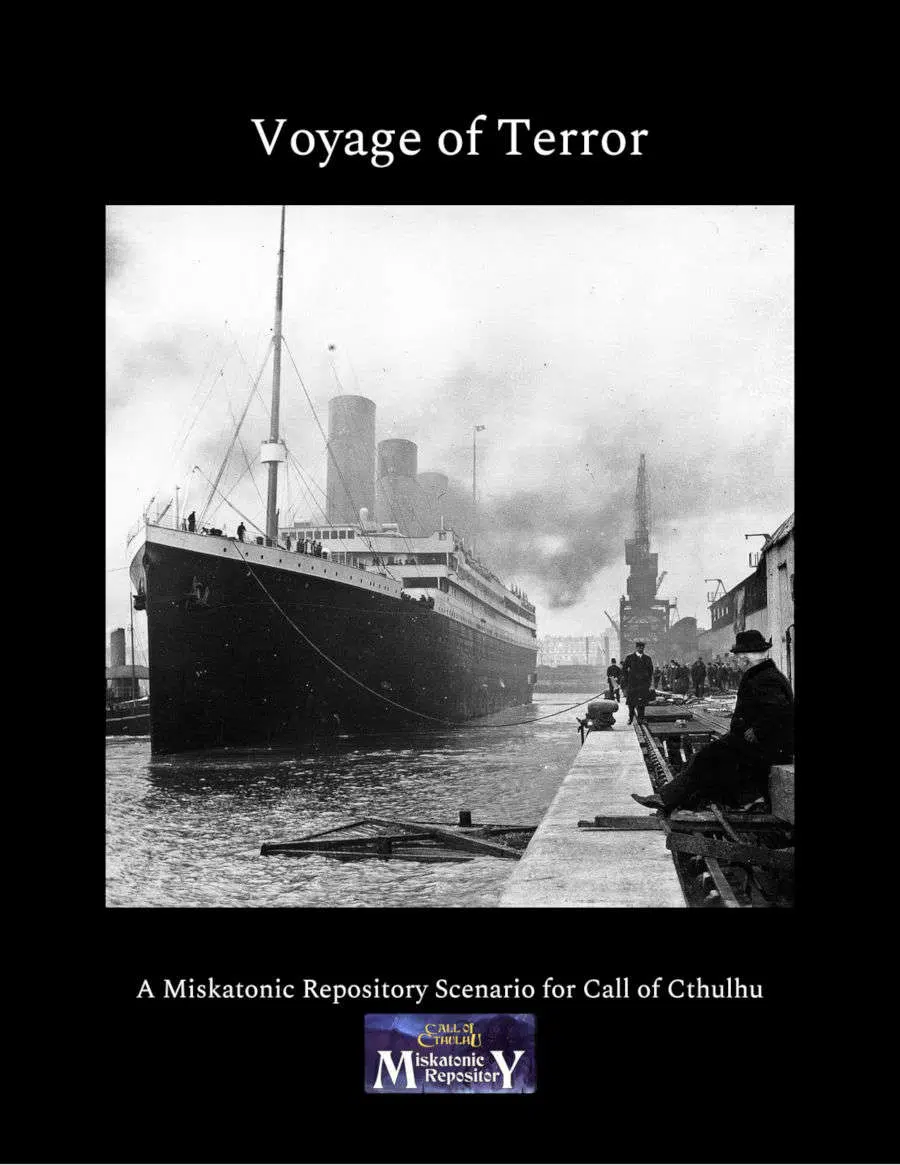 Voyage of Terror
A Miskatonic Repository Scenario for Call of Cthulhu
CALL OF
CTHULHU
Miskatonic
RepositorY